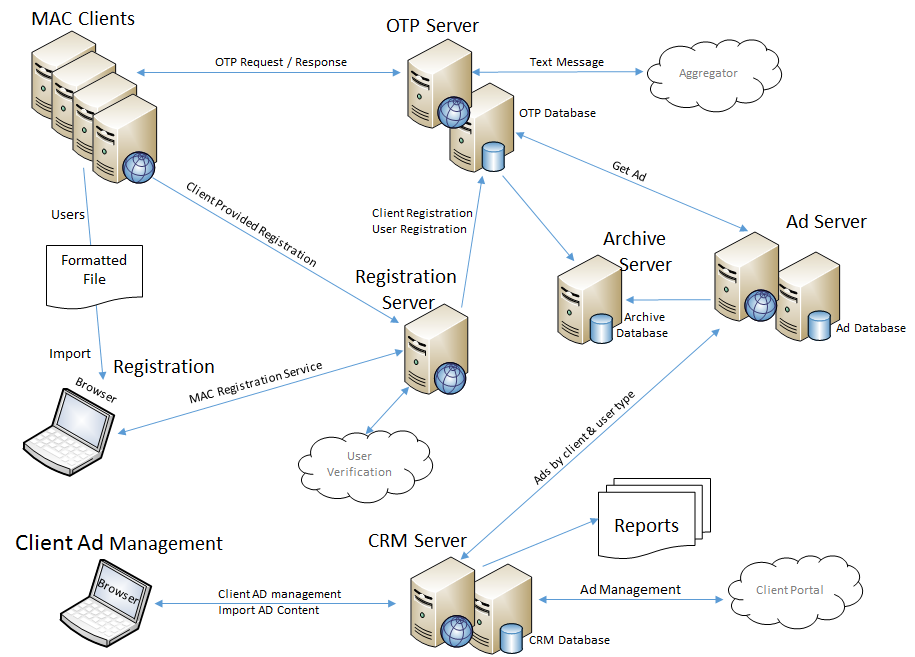 MAC Clients
OTP Server
OTP Request / Response
Text Message
Aggregator
OTP Database
Get Ad
Users
Client Provided Registration
Client Registration
User Registration
Ad Server
Archive
Server
Formatted
File
Registration
Server
Archive
Database
Ad Database
Import
Registration
Browser
MAC Registration Service
User
Verification
Ads by client & user type
Reports
Client Ad Management
CRM Server
Browser
Client AD management
Import AD Content
Ad Management
Client Portal
CRM Database